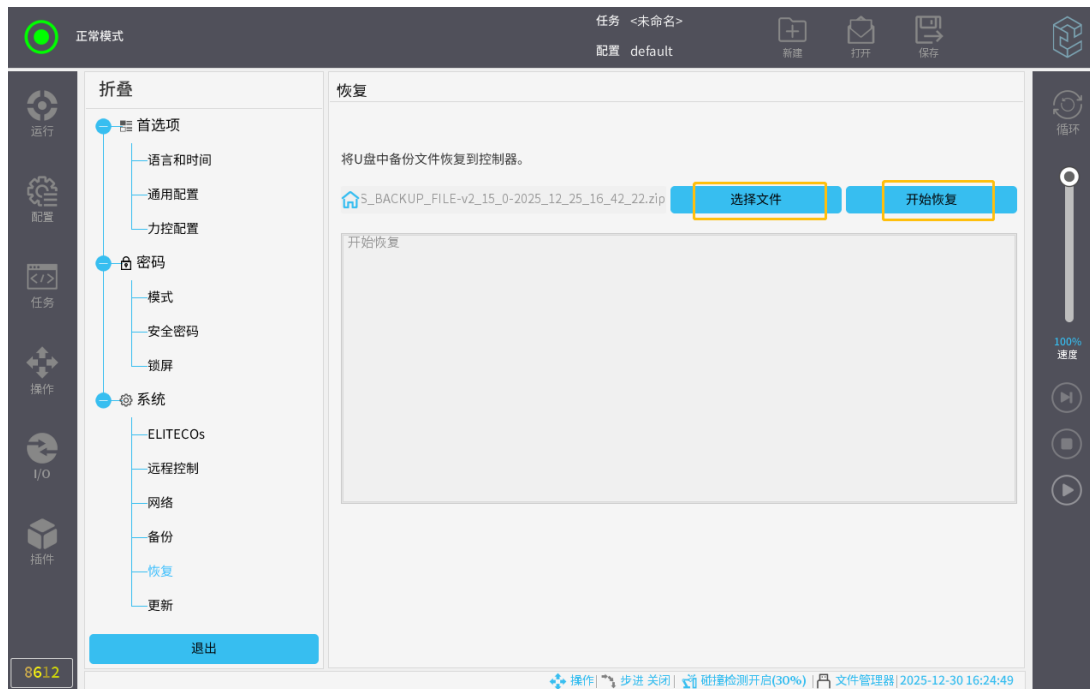 正常模式
任务 <未命名>
配置 default
新建
打开
保存
运行
配置
任务
操作
I/O
插件
8612
折叠
首选项
语言和时间
通用配置
力控配置
密码
模式
安全密码
锁屏
系统
ELITECOs
远程控制
网络
备份
恢复
更新
退出
恢复
将U盘中备份文件恢复到控制器。
S_BACKUP_FILE-v2_15_0-2025_12_25_16_42_22.zip 选择文件 开始恢复
开始恢复
循环
100%
速度
操作| 步进 关闭| 碰撞检测开启(30%) | 文件管理器| 2025-12-30 16:24:49